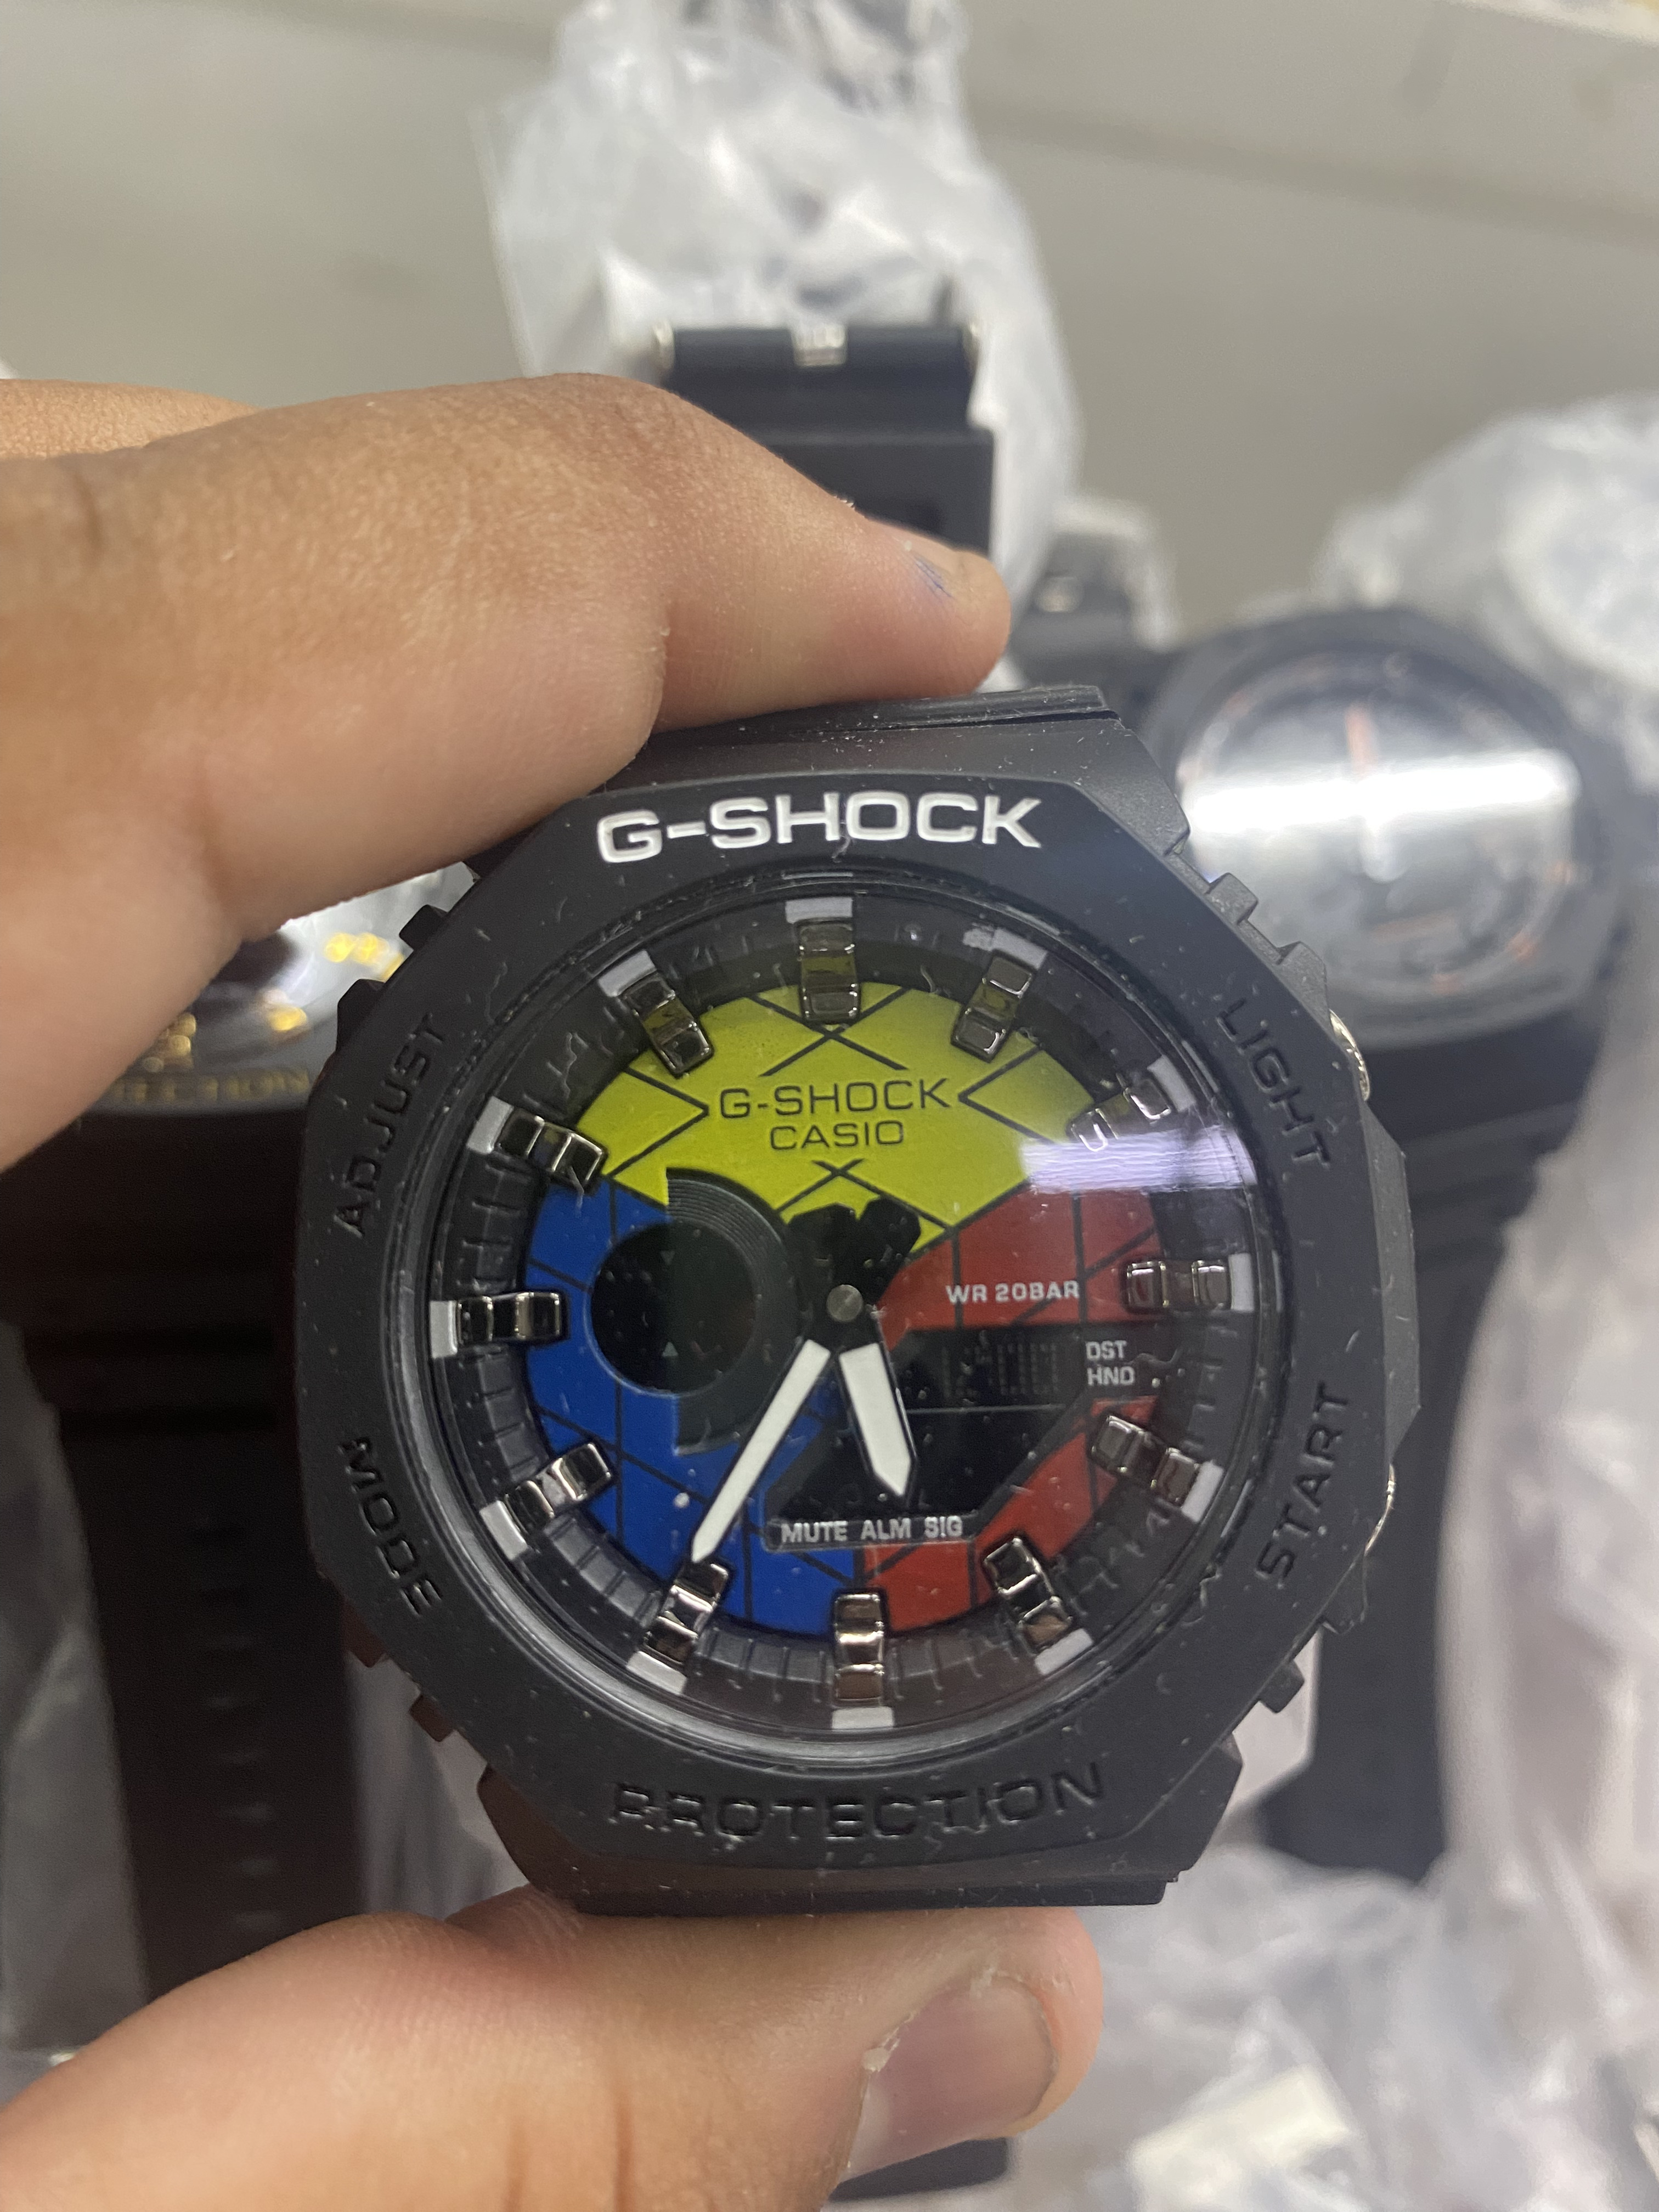 G-SHOCK
ADJUST
LIGHT
G-SHOCK
CASIO
WR 20BAR
DST
HND
MODE
START
MUTE ALM SIG
PROTECTION